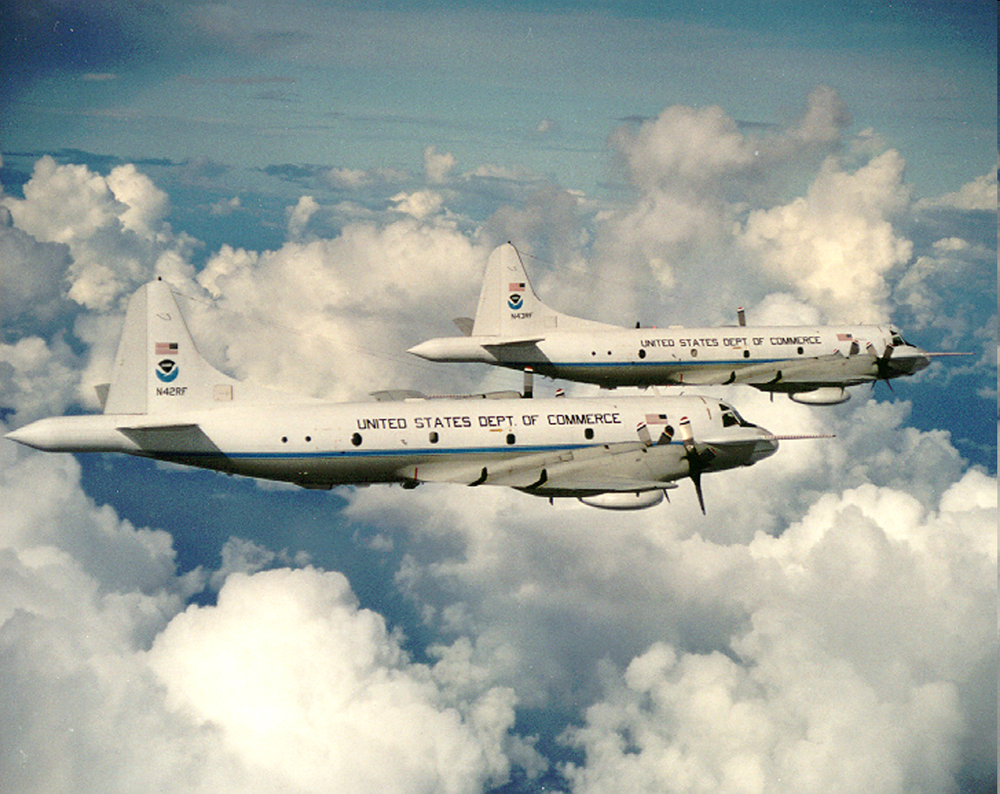 N43RF
UNITED STATES DEPT. OF COMMERCE
N42RF
UNITED STATES DEPT. OF COMMERCE